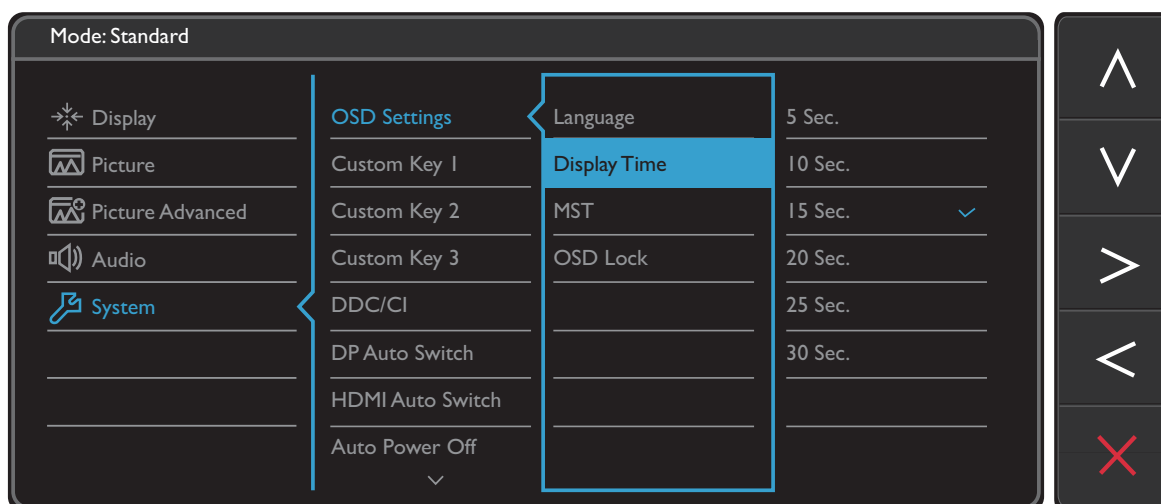 Mode: Standard
Display
Picture
Picture Advanced
Audio
System
OSD Settings
Custom Key 1
Custom Key 2
Custom Key 3
DDC/CI
DP Auto Switch
HDMI Auto Switch
Auto Power Off
Language
Display Time
MST
OSD Lock
5 Sec.
10 Sec.
15 Sec.
20 Sec.
25 Sec.
30 Sec.